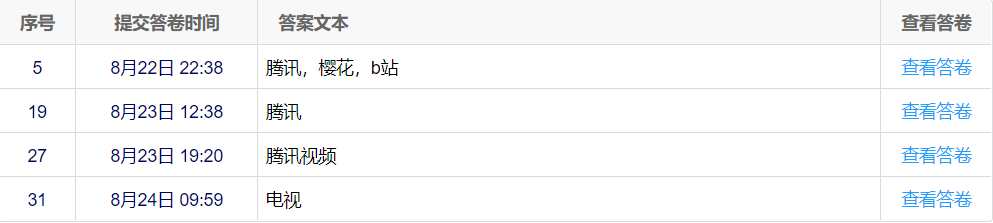 序号 提交答卷时间 答案文本 查看答卷
5 8月22日 22:38 腾讯，樱花，b站 查看答卷
19 8月23日 12:38 腾讯 查看答卷
27 8月23日 19:20 腾讯视频 查看答卷
31 8月24日 09:59 电视 查看答卷